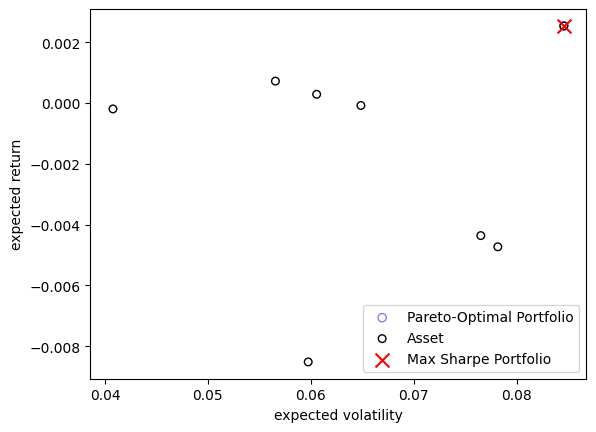 0.002
0.000
−0.002
−0.004
−0.006
−0.008
expected return
0.04 0.05 0.06 0.07 0.08
expected volatility
Pareto-Optimal Portfolio
Asset
Max Sharpe Portfolio